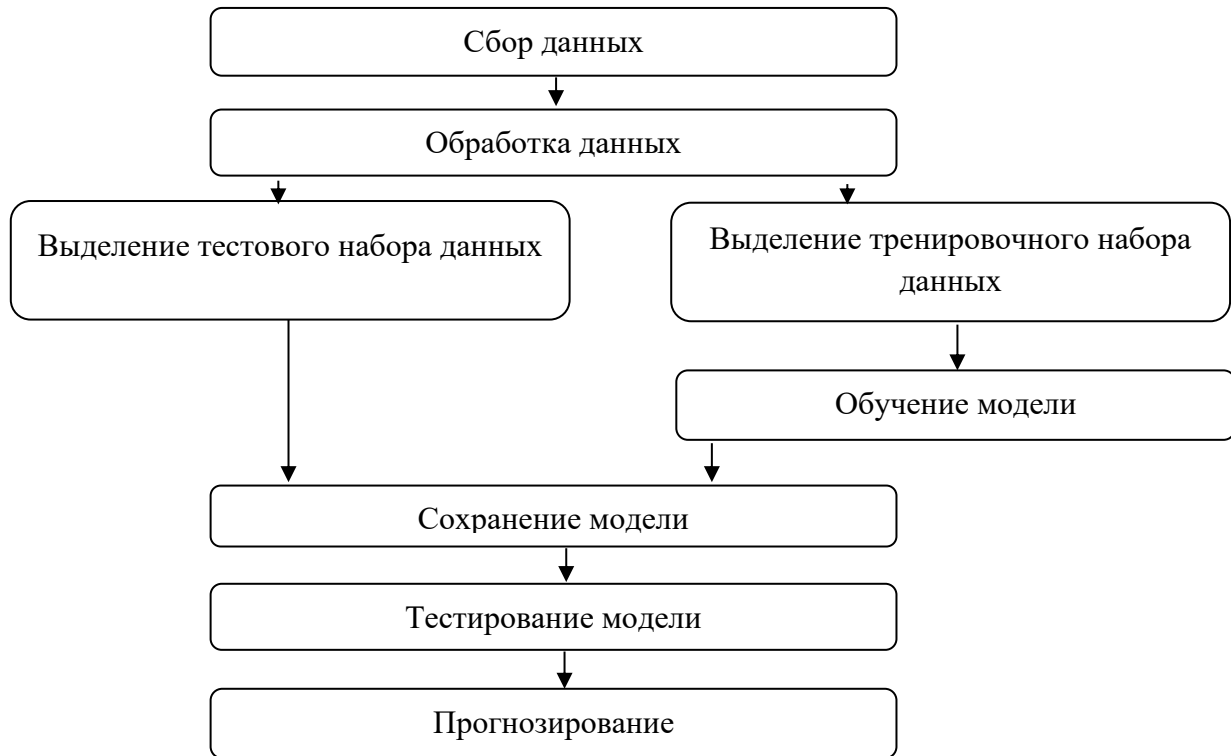 Сбор данных
Обработка данных
Выделение тестового набора данных
Выделение тренировочного набора
данных
Обучение модели
Сохранение модели
Тестирование модели
Прогнозирование